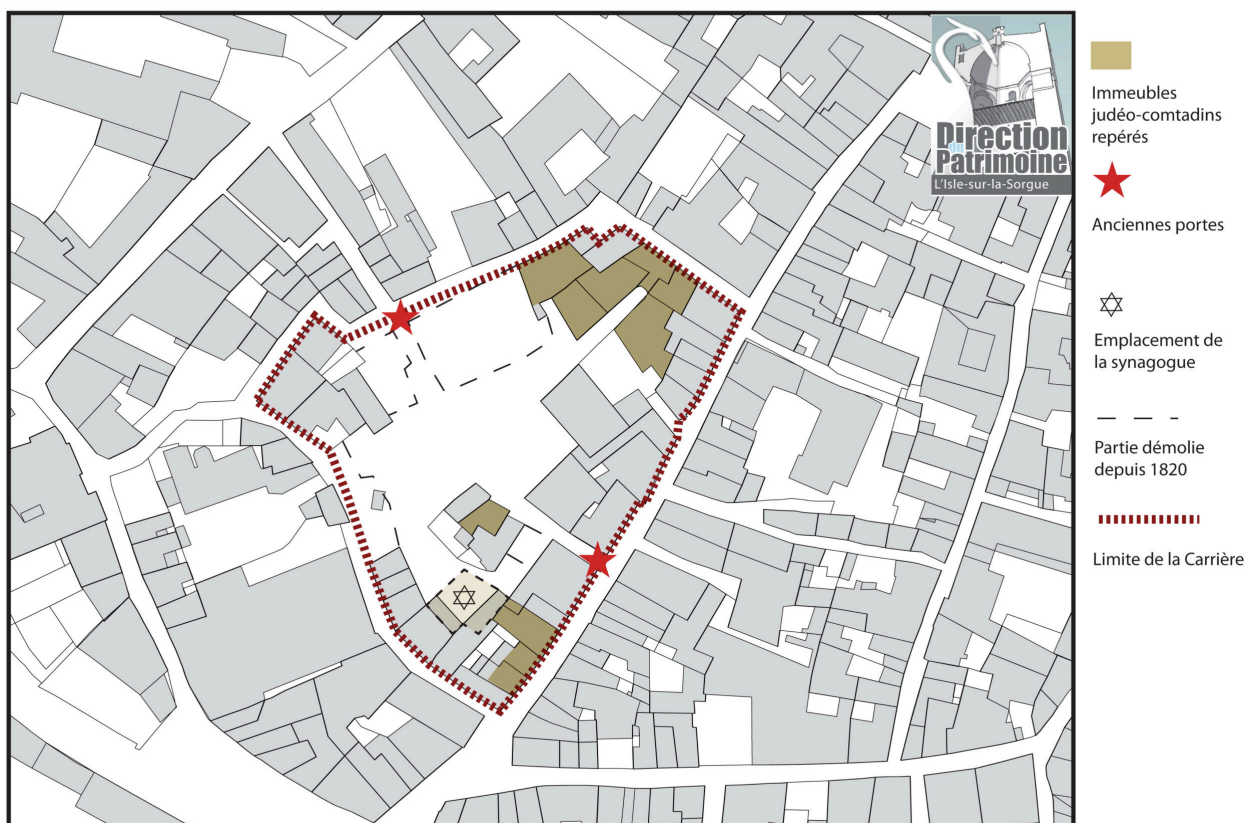 Direction
du
Patrimoine
L'Isle-sur-la-Sorgue
Immeubles
judéo-comtadins
repérés
Anciennes portes
Emplacement de
la synagogue
Partie démolie
depuis 1820
Limite de la Carrière